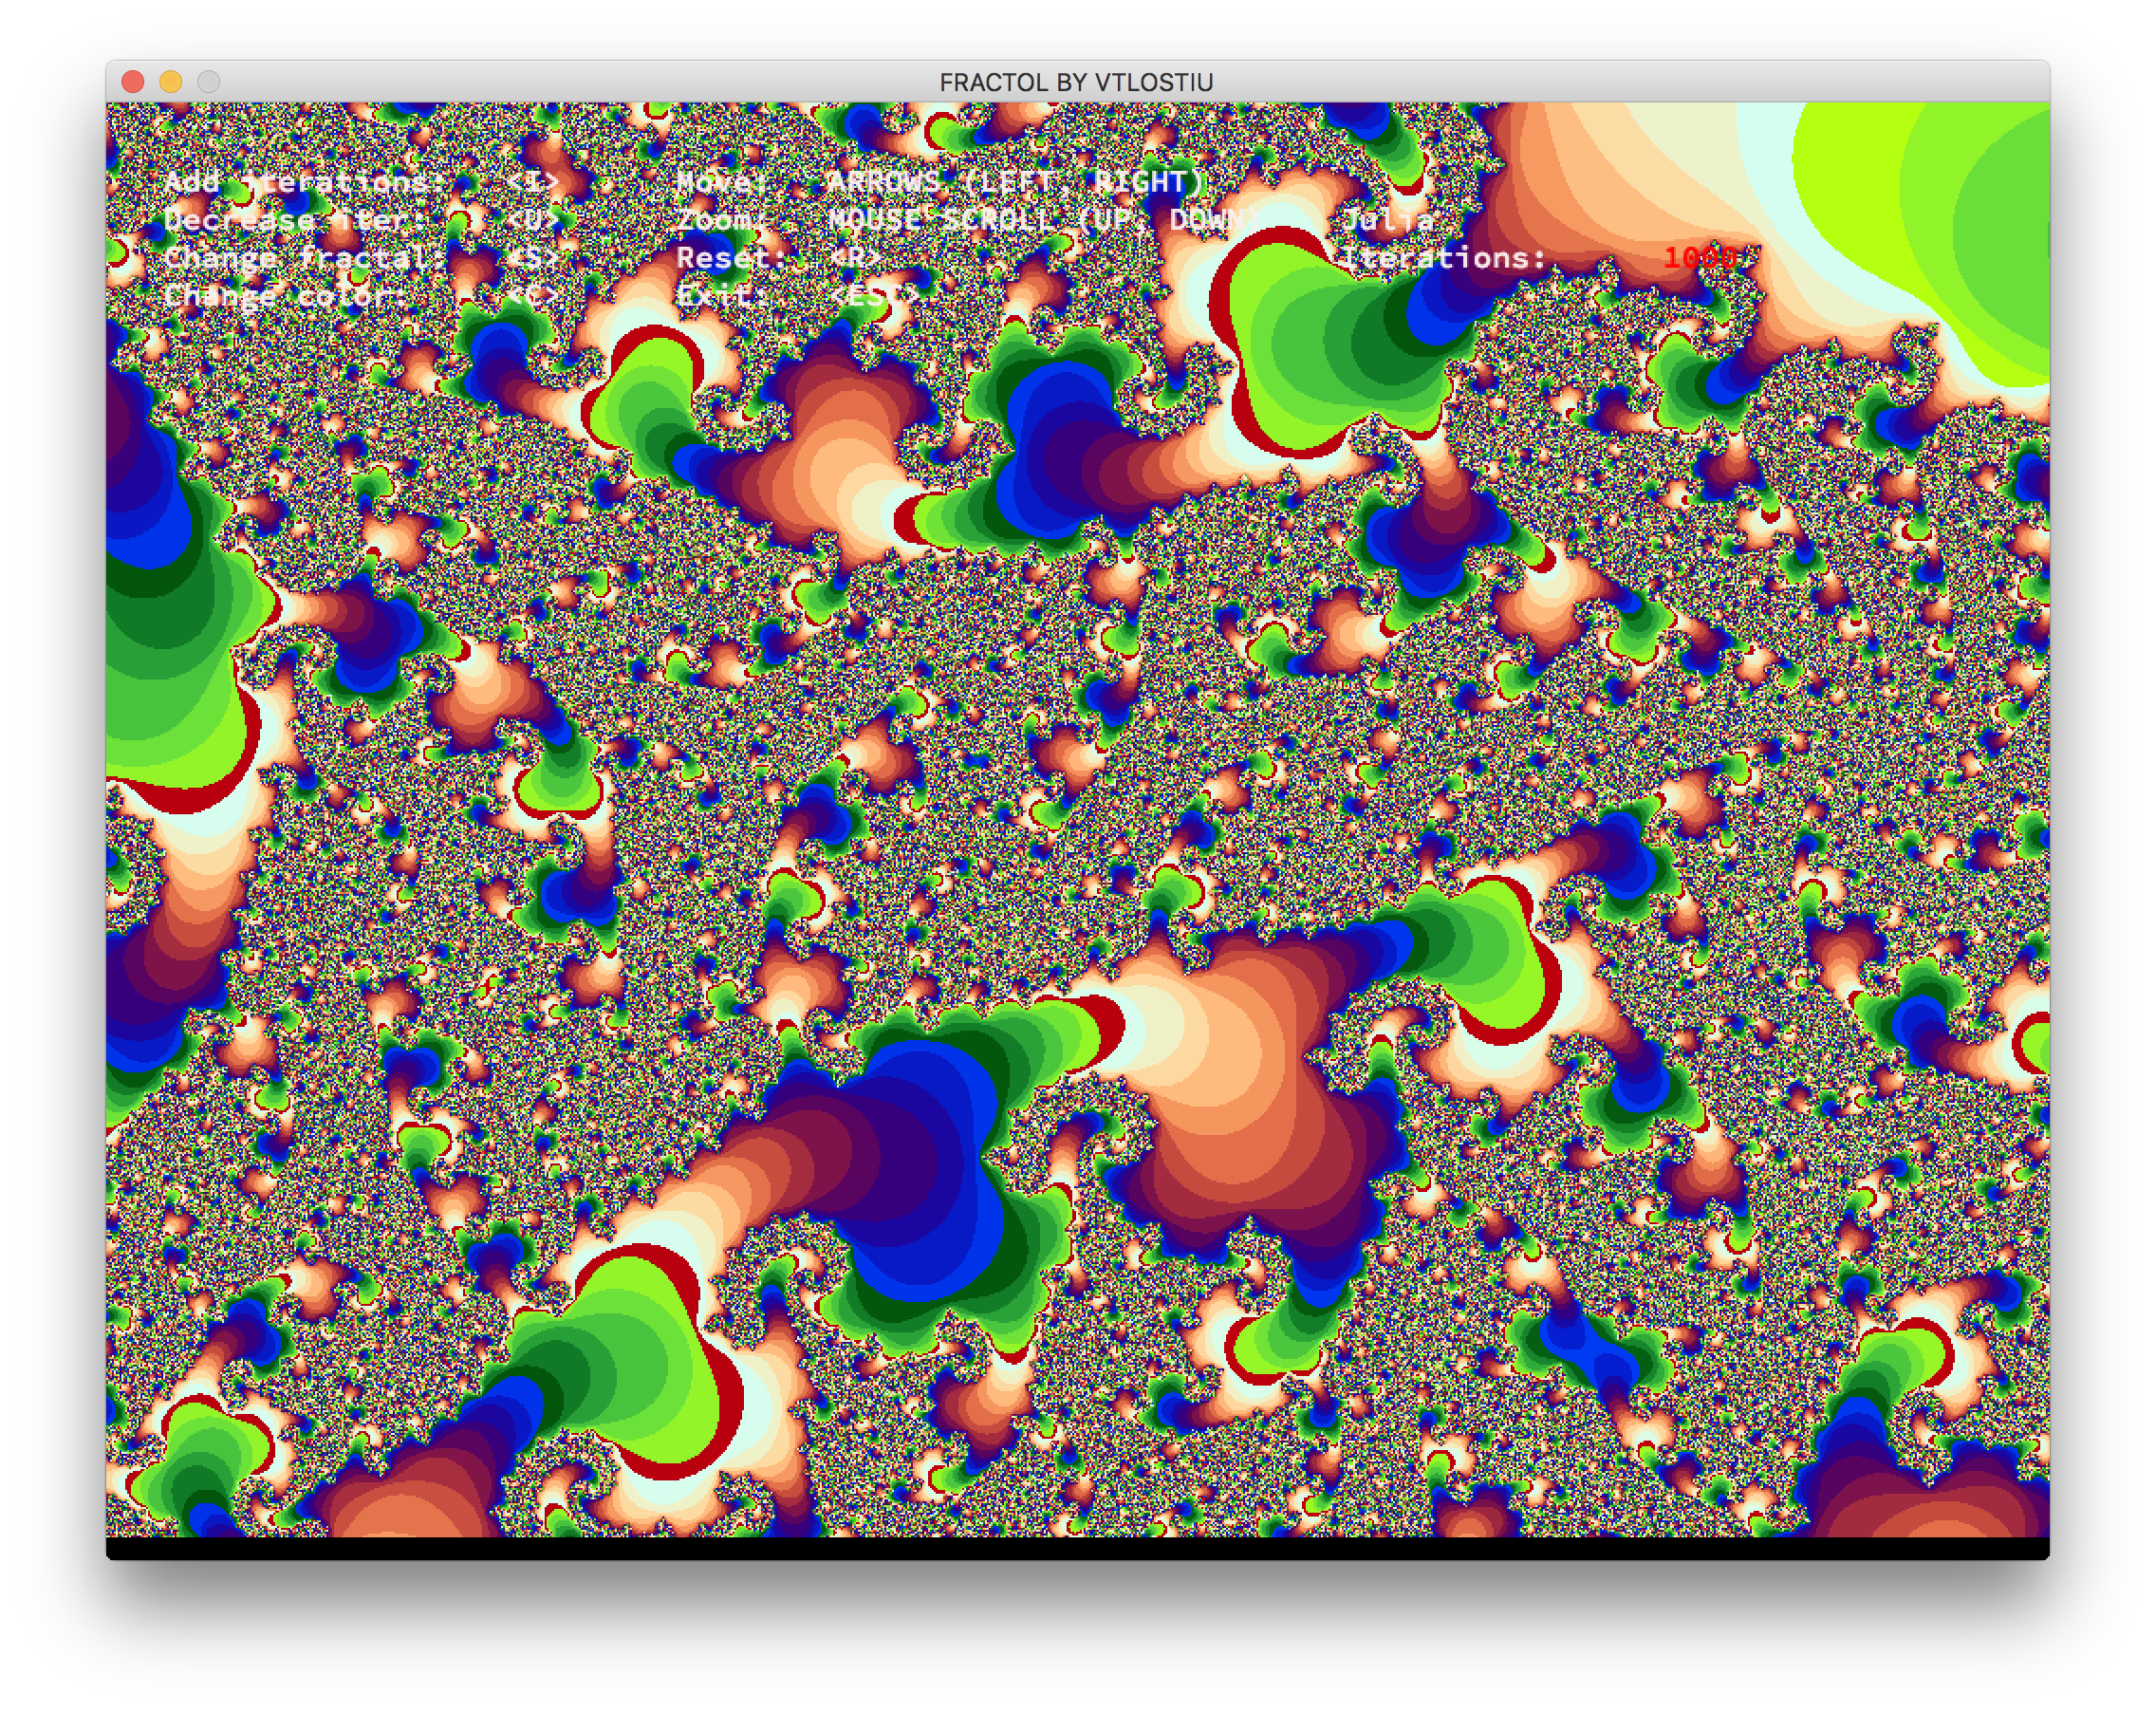 FRACTOL BY VTLOSTIU
Add iterations: <I> Move: ARROWS (LEFT, RIGHT)
Decrease iter: <U> Zoom: MOUSE SCROLL (UP, DOWN) Julia
Change fractal: <S> Reset: <R> Iterations: 1000
Change color: <C> Exit: <ESC>